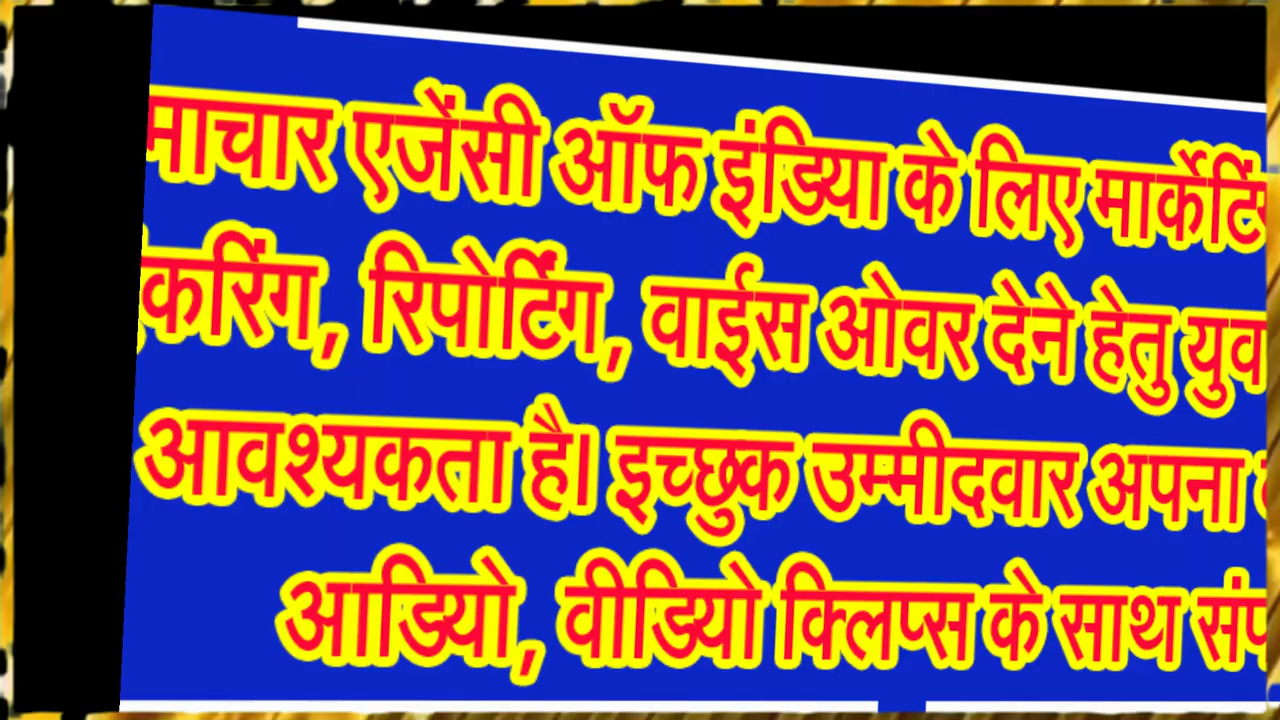 माचार एजेंसी ऑफ इंडिया के लिए मार्केटिं
करिंग, रिपोर्टिंग, वाईस ओवर देने हेतु युव
आवश्यकता है। इच्छुक उम्मीदवार अपना
आडियो, वीडियो क्लिप्स के साथ संप